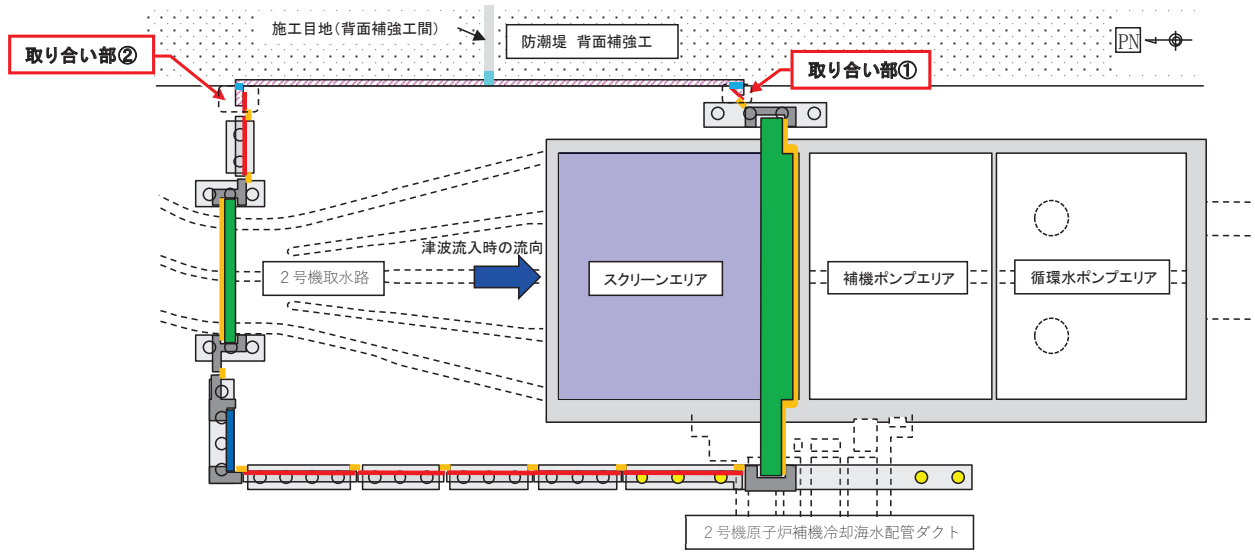 施工目地(背面補強工間)
防潮堤 背面補強工
PN
取り合い部②
取り合い部①
津波流入時の流向
2号機取水路
スクリーンエリア
補機ポンプエリア
循環水ポンプエリア
2号機原子炉補機冷却海水配管ダクト